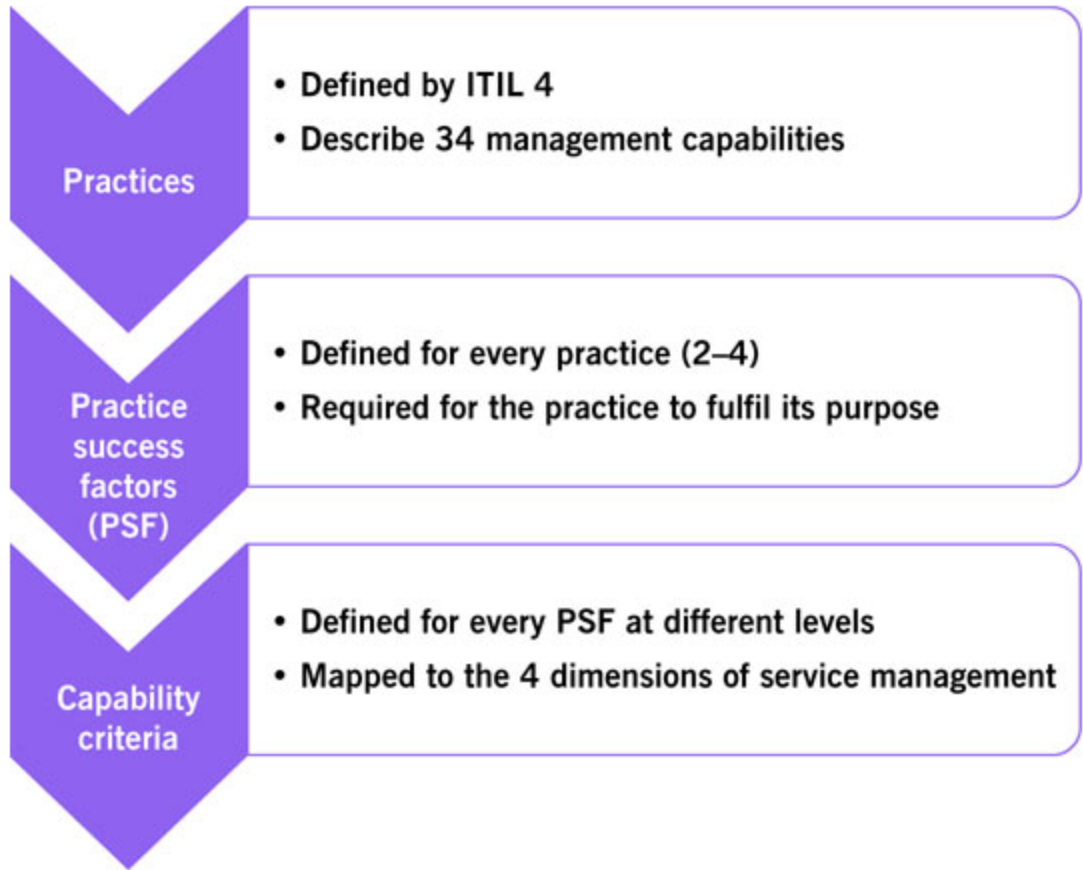 Practices
• Defined by ITIL 4
• Describe 34 management capabilities
Practice
success
factors
(PSF)
• Defined for every practice (2–4)
• Required for the practice to fulfil its purpose
Capability
criteria
• Defined for every PSF at different levels
• Mapped to the 4 dimensions of service management